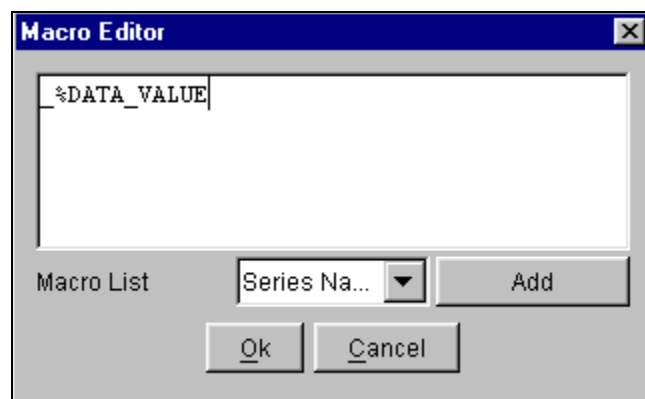 Macro Editor
_%DATA_VALUE
Macro List
Series Na...
Add
Ok
Cancel